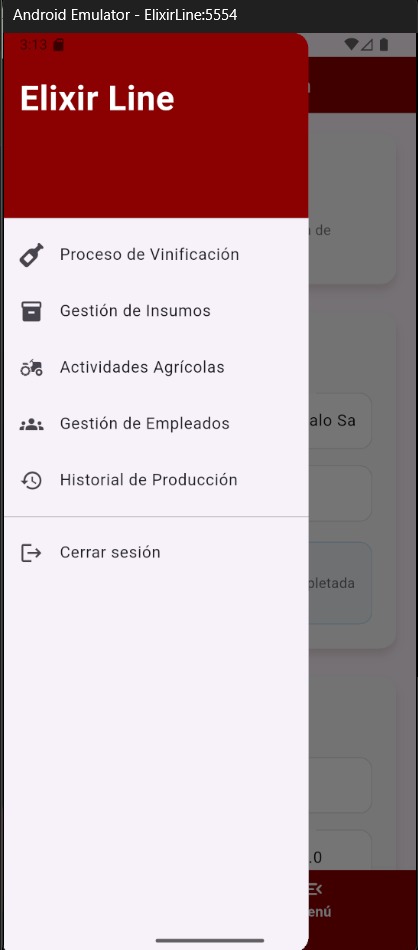 Android Emulator - ElixirLine:5554
3:13
Elixir Line
de
Proceso de Vinificación
Gestión de Insumos
Actividades Agrícolas
alo Sa
Gestión de Empleados
Historial de Producción
Cerrar sesión
pletada
.0
enú